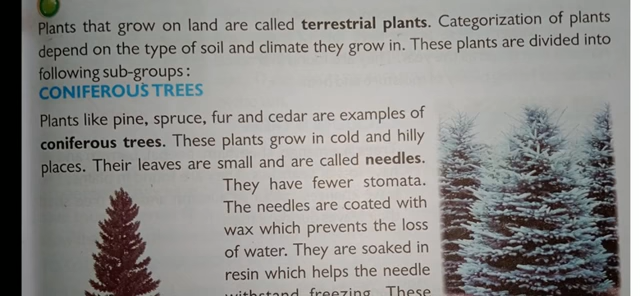 Plants that grow on land are called terrestrial plants. Categorization of plants
depend on the type of soil and climate they grow in. These plants are divided into
following sub-groups:
CONIFEROUS TREES
Plants like pine, spruce, fur and cedar are examples of
coniferous trees. These plants grow in cold and hilly
places. Their leaves are small and are called needles.
They have fewer stomata.
The needles are coated with
wax which prevents the loss
of water. They are soaked in
resin which helps the needle
withstand freezing. These